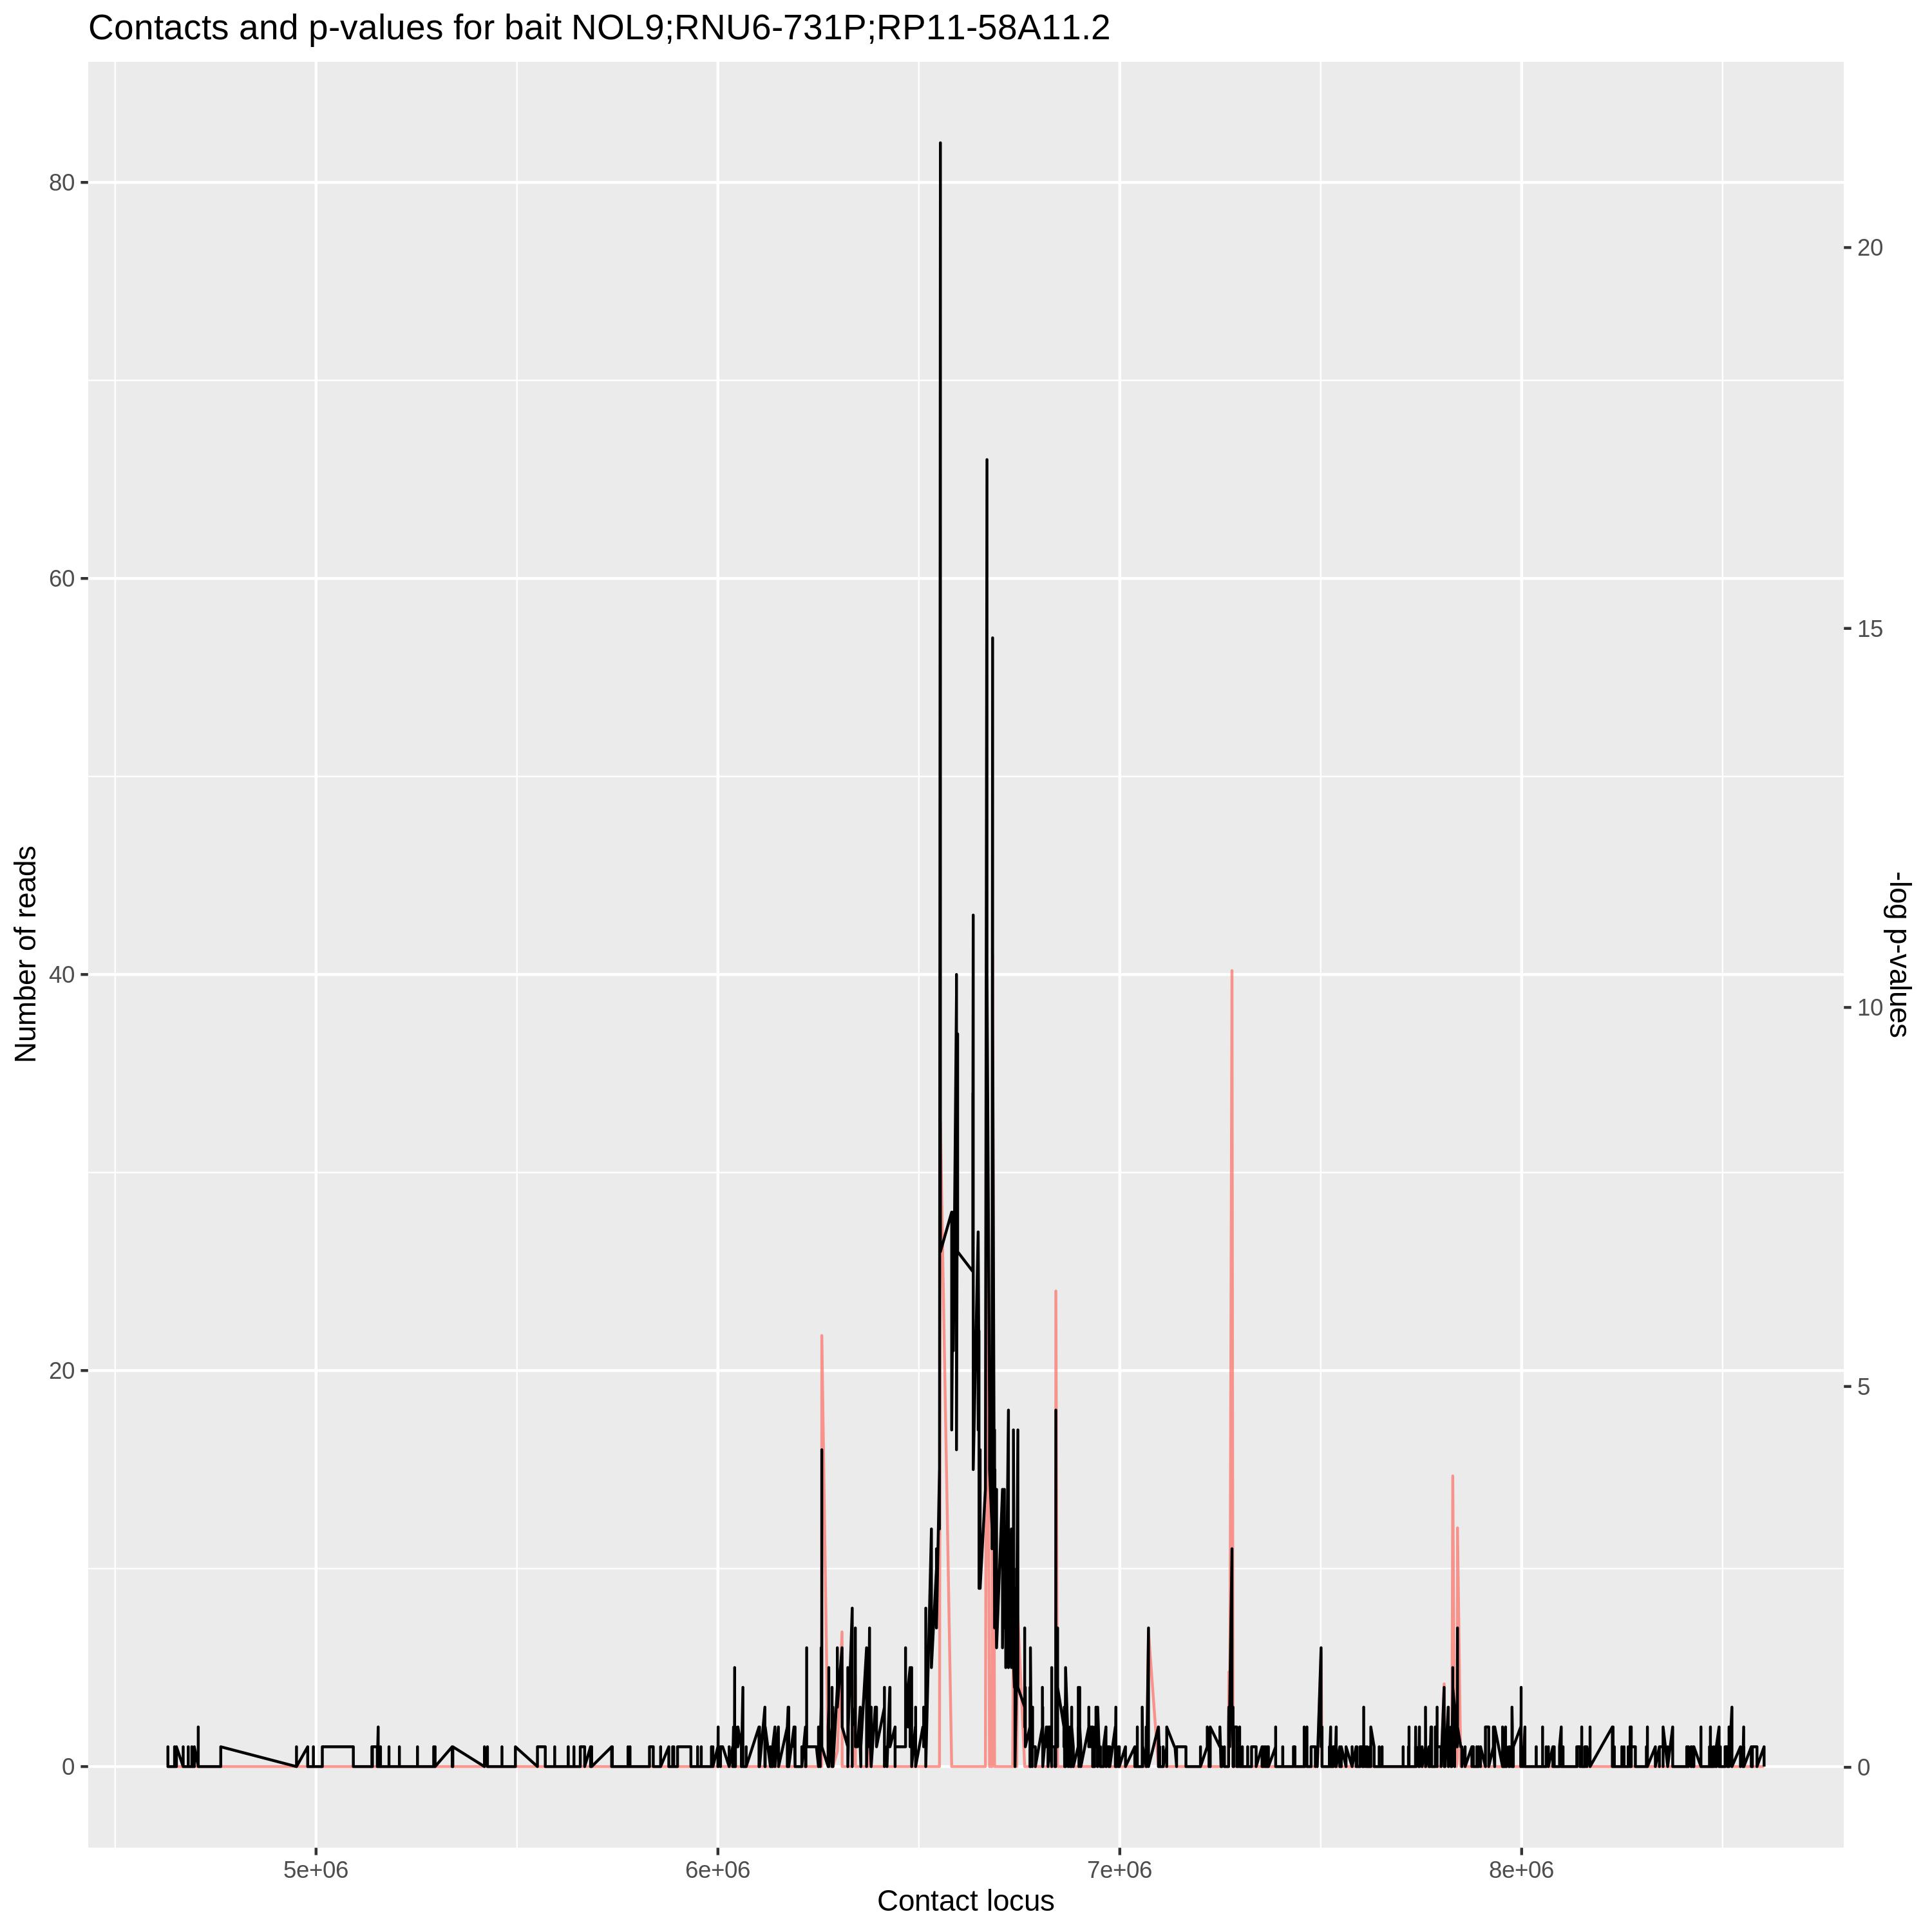 Contacts and p-values for bait NOL9;RNU6-731P;RP11-58A11.2
80
60
40
20
0
Number of reads
20
15
10
5
0
-log p-values
5e+06
6e+06
7e+06
8e+06
Contact locus